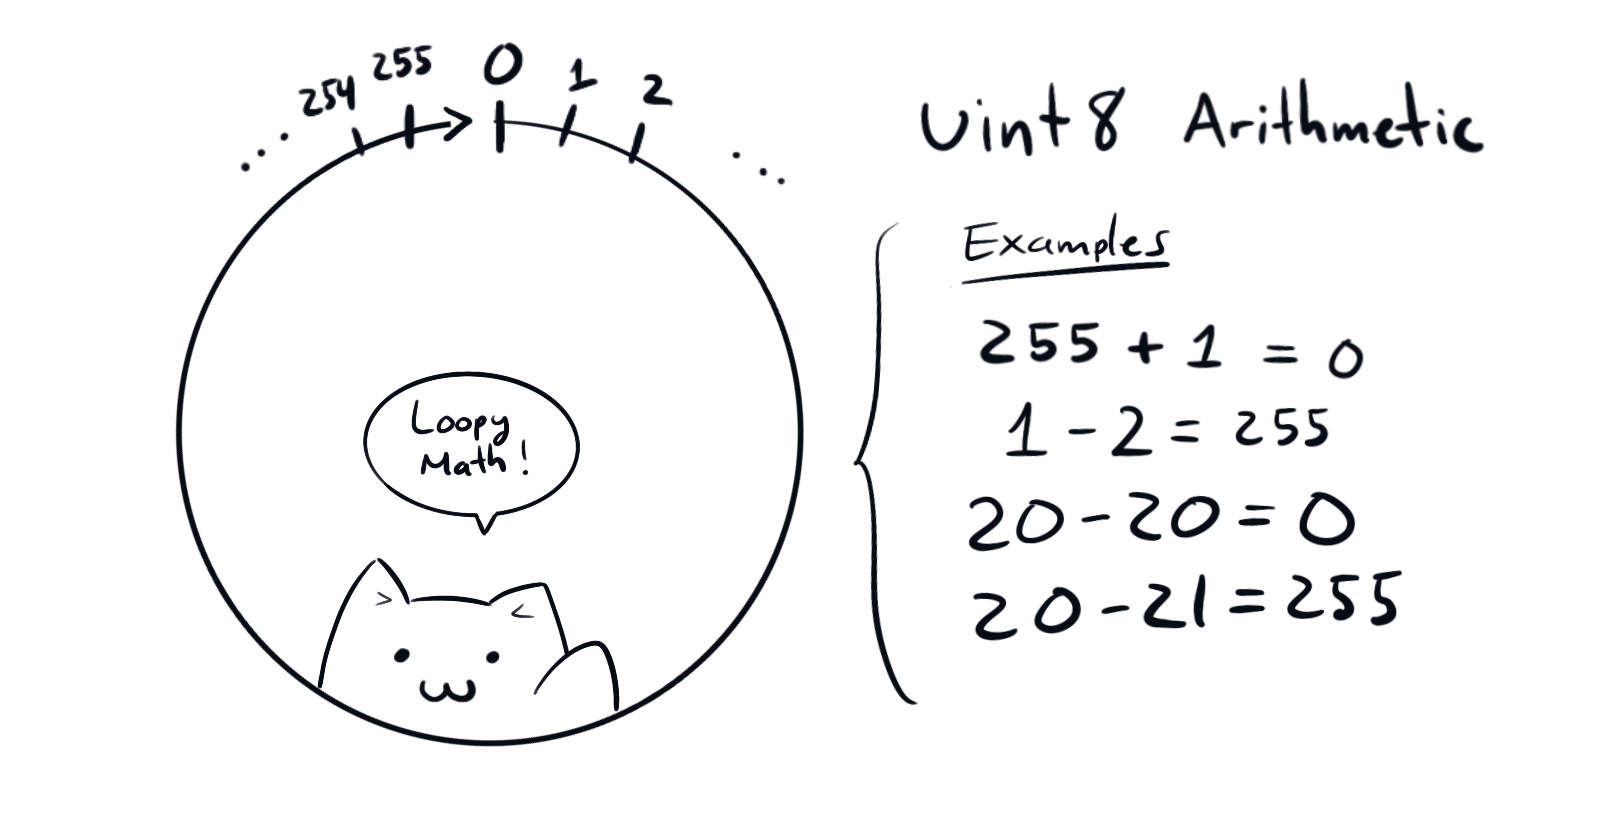 ... 254 255 0 1 2 ...
Uint8 Arithmetic
Examples
255 + 1 = 0
1 - 2 = 255
20 - 20 = 0
20 - 21 = 255
Loopy
Math!